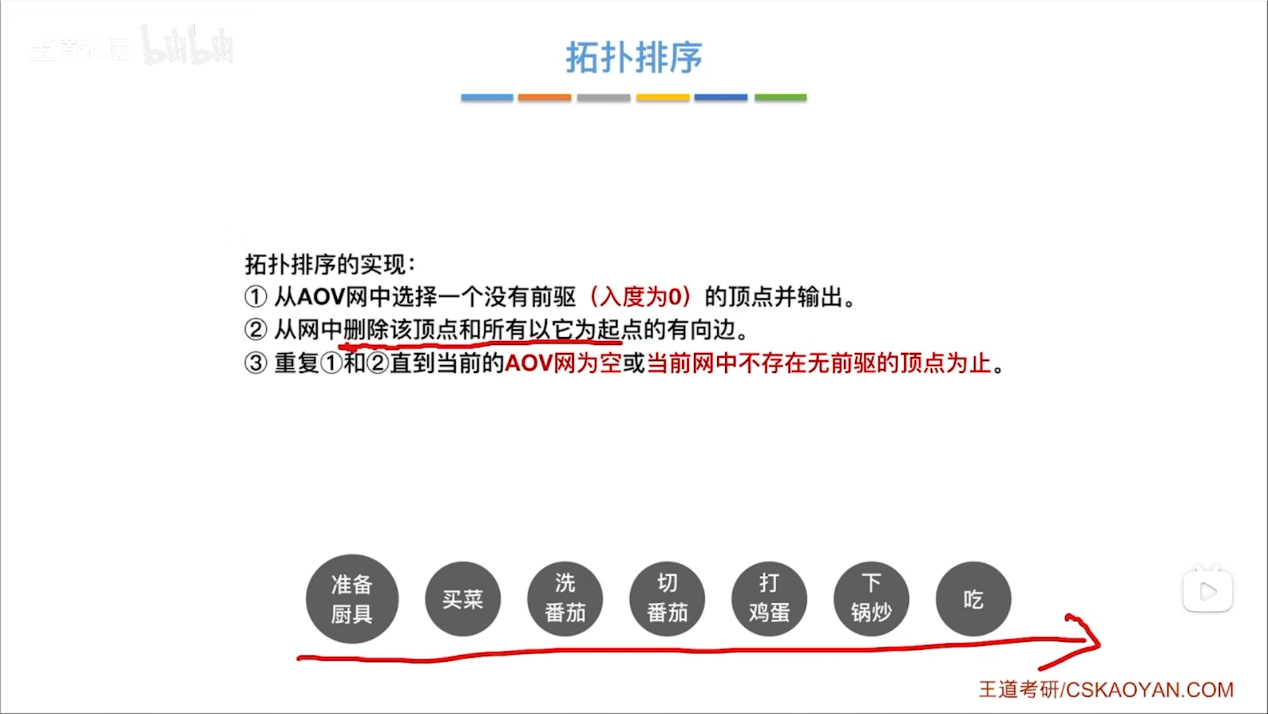 王道论坛 bilibili
拓扑排序
拓扑排序的实现：
① 从AOV网中选择一个没有前驱（入度为0）的顶点并输出。
② 从网中删除该顶点和所有以它为起点的有向边。
③ 重复①和②直到当前的AOV网为空或当前网中不存在无前驱的顶点为止。
准备
厨具
买菜
洗
番茄
切
番茄
打
鸡蛋
下
锅炒
吃
王道考研/CSKAOYAN.COM